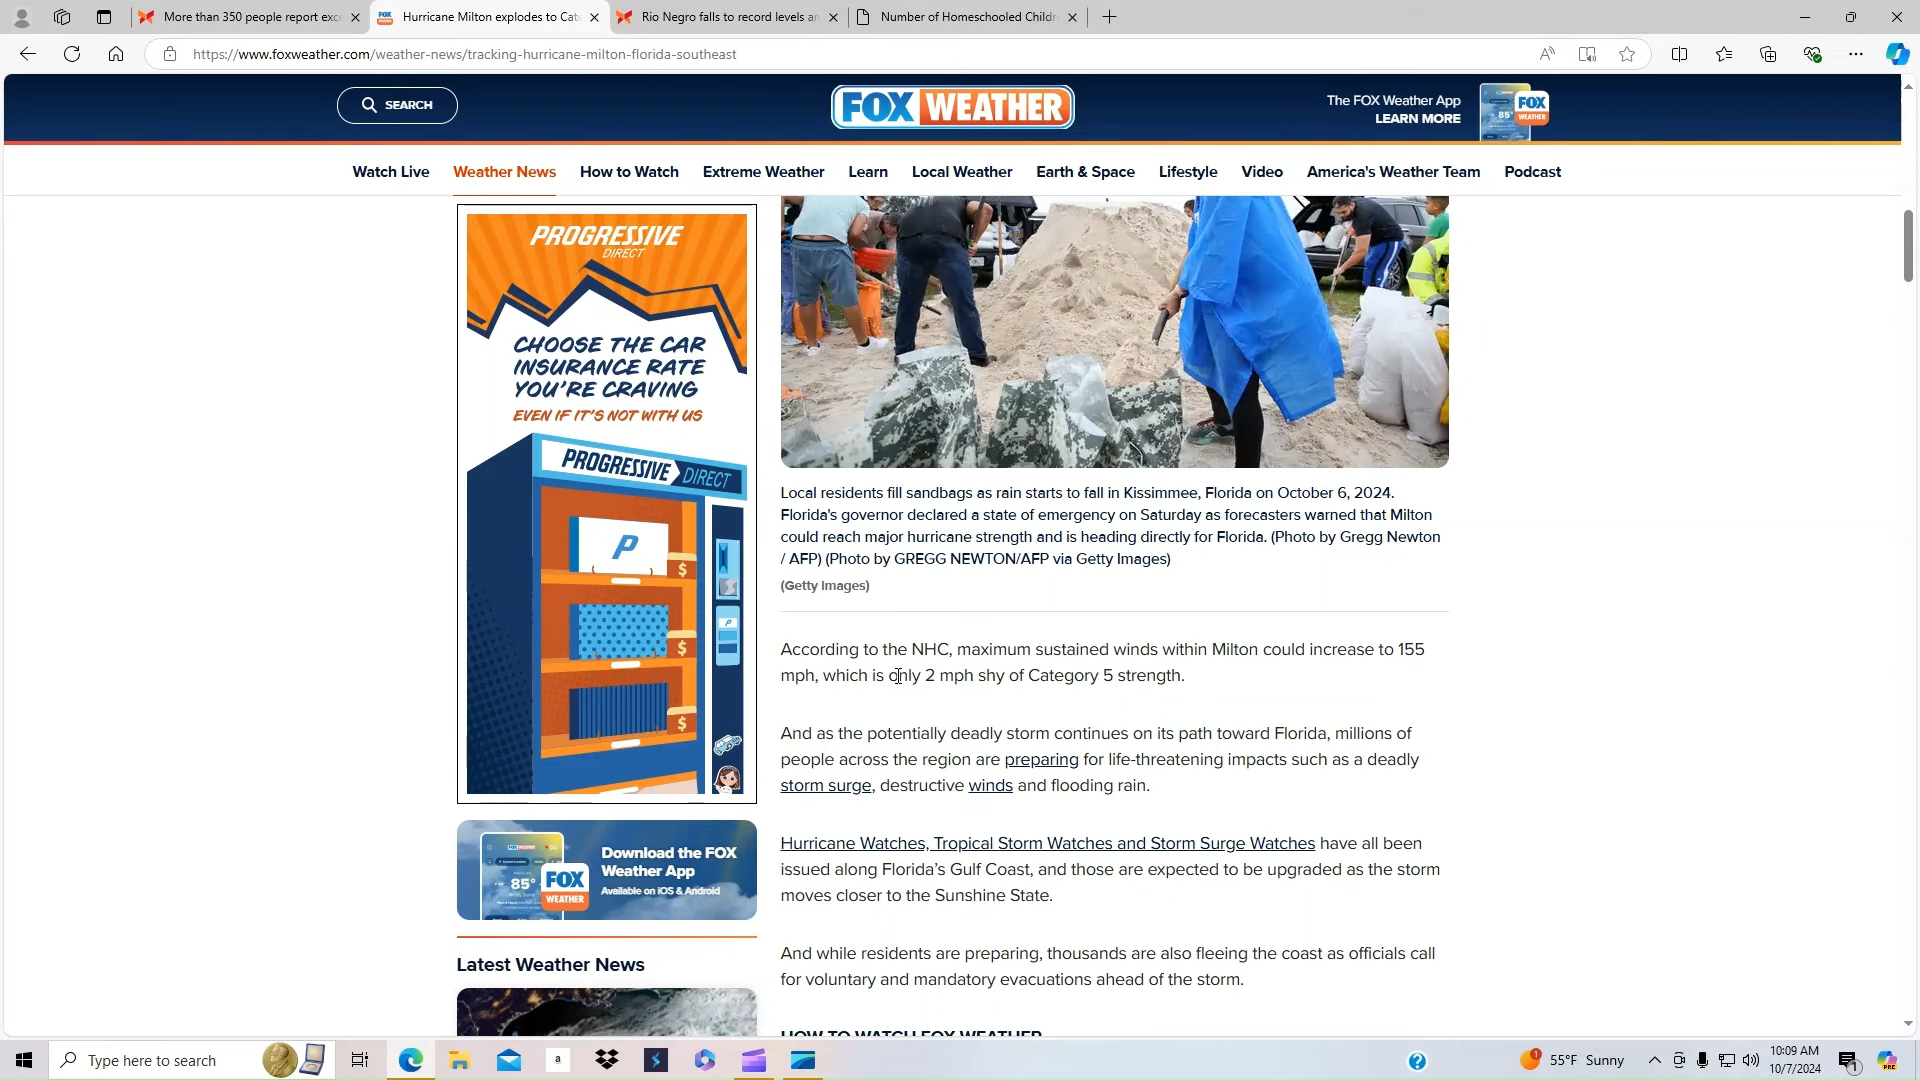 More than 350 people report exce
Hurricane Milton explodes to Cat
Rio Negro falls to record levels an
Number of Homeschooled Childr
https://www.foxweather.com/weather-news/tracking-hurricane-milton-florida-southeast
SEARCH
FOX WEATHER
The FOX Weather App
LEARN MORE
85°
FOX
WEATHER
Watch Live
Weather News
How to Watch
Extreme Weather
Learn
Local Weather
Earth & Space
Lifestyle
Video
America's Weather Team
Podcast
PROGRESSIVE
DIRECT
CHOOSE THE CAR
INSURANCE RATE
YOU'RE CRAVING
EVEN IF IT'S NOT WITH US
PROGRESSIVE DIRECT
P
$
$
$
Local residents fill sandbags as rain starts to fall in Kissimmee, Florida on October 6, 2024.
Florida's governor declared a state of emergency on Saturday as forecasters warned that Milton
could reach major hurricane strength and is heading directly for Florida. (Photo by Gregg Newton
/ AFP) (Photo by GREGG NEWTON/AFP via Getty Images)
(Getty Images)
According to the NHC, maximum sustained winds within Milton could increase to 155
mph, which is only 2 mph shy of Category 5 strength.
And as the potentially deadly storm continues on its path toward Florida, millions of
people across the region are preparing for life-threatening impacts such as a deadly
storm surge, destructive winds and flooding rain.
Hurricane Watches, Tropical Storm Watches and Storm Surge Watches have all been
issued along Florida’s Gulf Coast, and those are expected to be upgraded as the storm
moves closer to the Sunshine State.
And while residents are preparing, thousands are also fleeing the coast as officials call
for voluntary and mandatory evacuations ahead of the storm.
HOW TO WATCH FOX WEATHER
Download the FOX
Weather App
Available on iOS & Android
85°
FOX
WEATHER
Latest Weather News
Type here to search
55°F Sunny
10:09 AM
10/7/2024